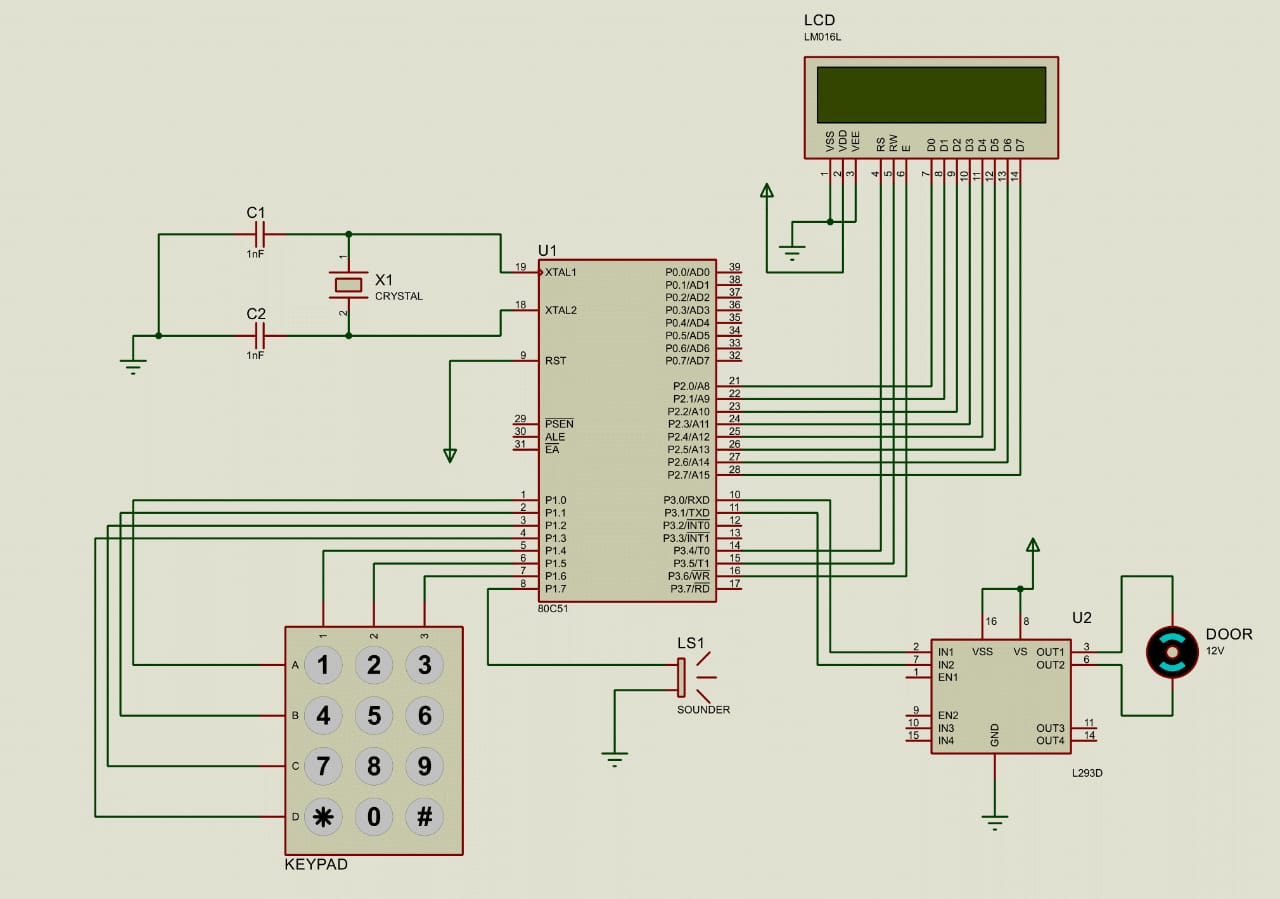 LCD
LM016L
VSS VDD VEE RS RW E D0 D1 D2 D3 D4 D5 D6 D7
1 2 3 4 5 6 7 8 9 10 11 12 13 14
C1
1nF
X1
CRYSTAL
1
2
C2
1nF
U1
19 XTAL1
18 XTAL2
9 RST
29 PSEN
30 ALE
31 EA
1 P1.0
2 P1.1
3 P1.2
4 P1.3
5 P1.4
6 P1.5
7 P1.6
8 P1.7
P0.0/AD0 39
P0.1/AD1 38
P0.2/AD2 37
P0.3/AD3 36
P0.4/AD4 35
P0.5/AD5 34
P0.6/AD6 33
P0.7/AD7 32
P2.0/A8 21
P2.1/A9 22
P2.2/A10 23
P2.3/A11 24
P2.4/A12 25
P2.5/A13 26
P2.6/A14 27
P2.7/A15 28
P3.0/RXD 10
P3.1/TXD 11
P3.2/INT0 12
P3.3/INT1 13
P3.4/T0 14
P3.5/T1 15
P3.6/WR 16
P3.7/RD 17
80C51
1 2 3
A 1 2 3
B 4 5 6
C 7 8 9
D * 0 #
KEYPAD
LS1
SOUNDER
U2
16 8
VSS VS
2 IN1
7 IN2
1 EN1
9 EN2
10 IN3
15 IN4
OUT1 3
OUT2 6
OUT3 11
OUT4 14
GND
L293D
DOOR
12V